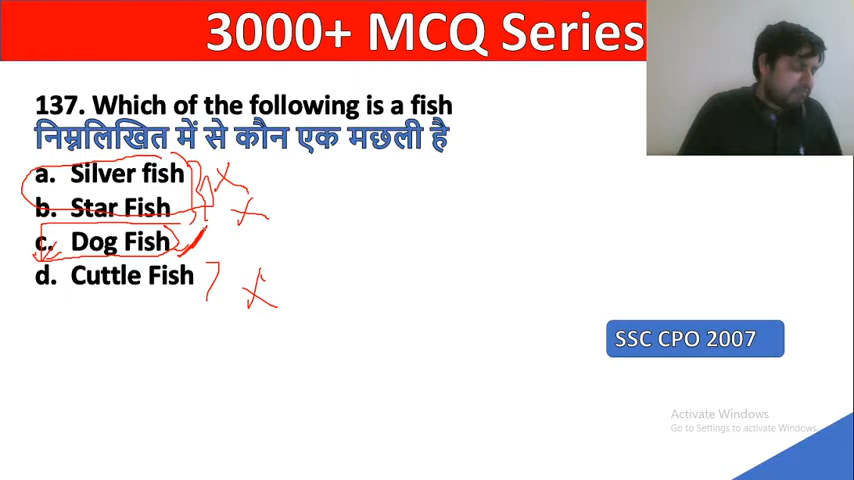 3000+ MCQ Series
137. Which of the following is a fish
निम्नलिखित में से कौन एक मछली है
a. Silver fish
b. Star Fish
c. Dog Fish
d. Cuttle Fish
SSC CPO 2007
Activate Windows
Go to Settings to activate Windows.